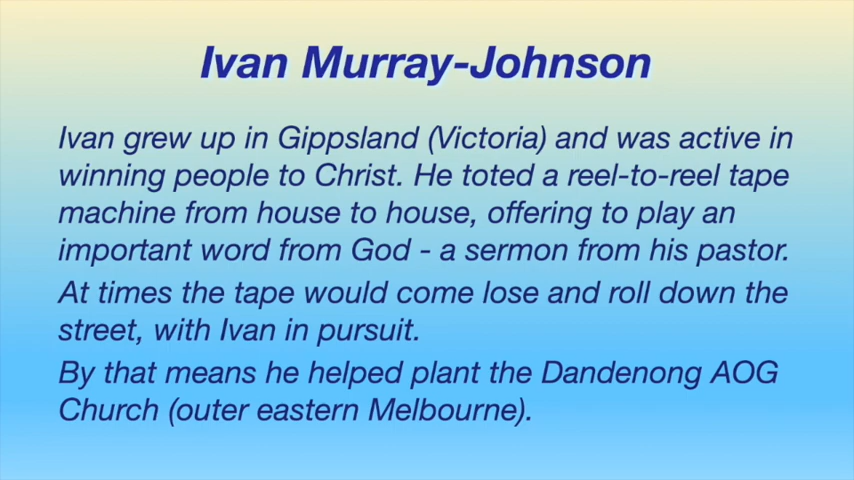 Ivan Murray-Johnson
Ivan grew up in Gippsland (Victoria) and was active in
winning people to Christ. He toted a reel-to-reel tape
machine from house to house, offering to play an
important word from God - a sermon from his pastor.
At times the tape would come lose and roll down the
street, with Ivan in pursuit.
By that means he helped plant the Dandenong AOG
Church (outer eastern Melbourne).